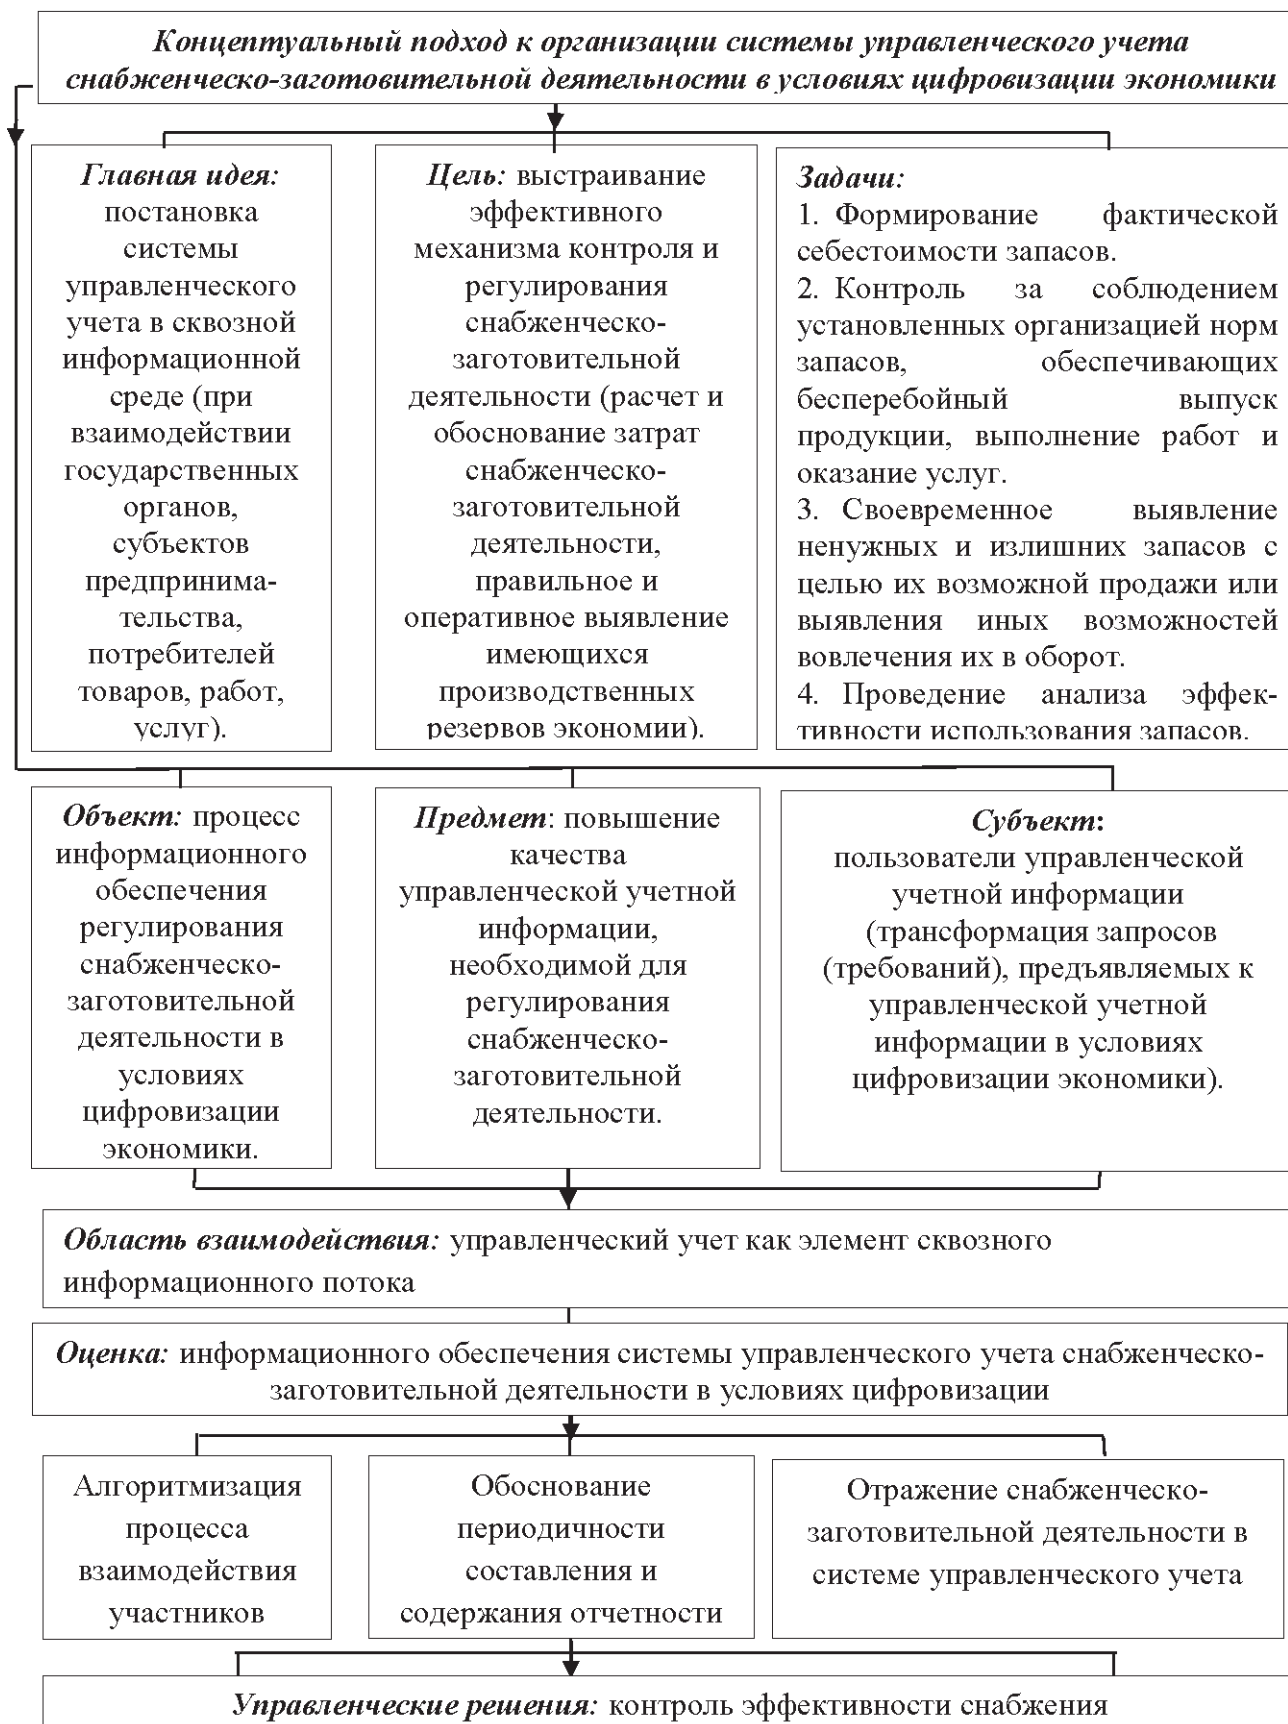 Концептуальный подход к организации системы управленческого учета
снабженческо-заготовительной деятельности в условиях цифровизации экономики
Главная идея:
постановка
системы
управленческого
учета в сквозной
информационной
среде (при
взаимодействии
государственных
органов,
субъектов
предпринима-
тельства,
потребителей
товаров, работ,
услуг).
Цель: выстраивание
эффективного
механизма контроля и
регулирования
снабженческо-
заготовительной
деятельности (расчет и
обоснование затрат
снабженческо-
заготовительной
деятельности,
правильное и
оперативное выявление
имеющихся
производственных
резервов экономии).
Задачи:
1. Формирование фактической
себестоимости запасов.
2. Контроль за соблюдением
установленных организацией норм
запасов, обеспечивающих
бесперебойный выпуск
продукции, выполнение работ и
оказание услуг.
3. Своевременное выявление
ненужных и излишних запасов с
целью их возможной продажи или
выявления иных возможностей
вовлечения их в оборот.
4. Проведение анализа эффек-
тивности использования запасов.
Объект: процесс
информационного
обеспечения
регулирования
снабженческо-
заготовительной
деятельности в
условиях
цифровизации
экономики.
Предмет: повышение
качества
управленческой учетной
информации,
необходимой для
регулирования
снабженческо-
заготовительной
деятельности.
Субъект:
пользователи управленческой
учетной информации
(трансформация запросов
(требований), предъявляемых к
управленческой учетной
информации в условиях
цифровизации экономики).
Область взаимодействия: управленческий учет как элемент сквозного
информационного потока
Оценка: информационного обеспечения системы управленческого учета снабженческо-
заготовительной деятельности в условиях цифровизации
Алгоритмизация
процесса
взаимодействия
участников
Обоснование
периодичности
составления и
содержания отчетности
Отражение снабженческо-
заготовительной деятельности в
системе управленческого учета
Управленческие решения: контроль эффективности снабжения